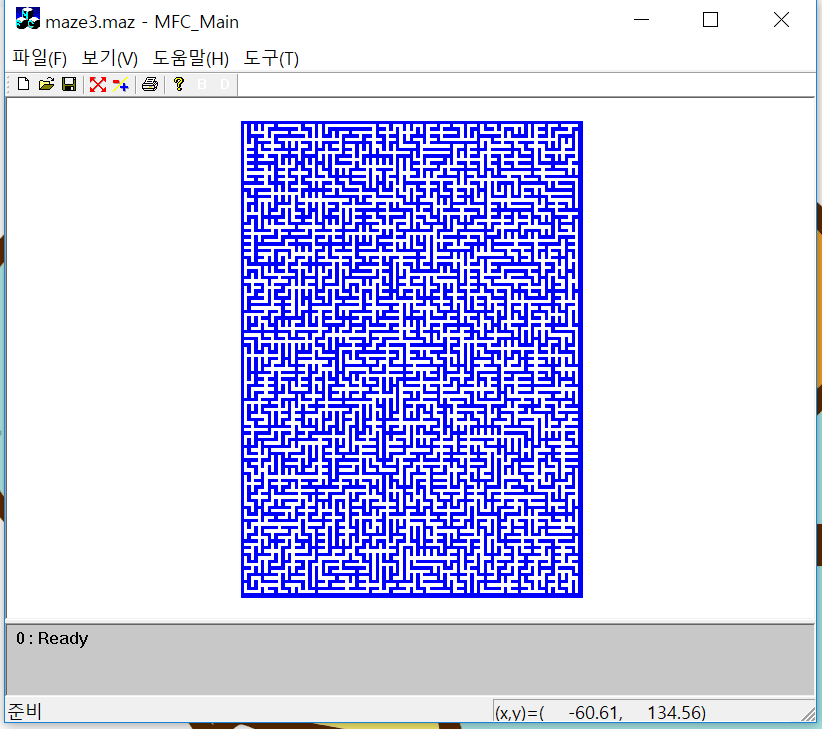 maze3.maz - MFC_Main
파일(F) 보기(V) 도움말(H) 도구(T)
? B D
0 : Ready
준비 (x,y)=( -60.61, 134.56)